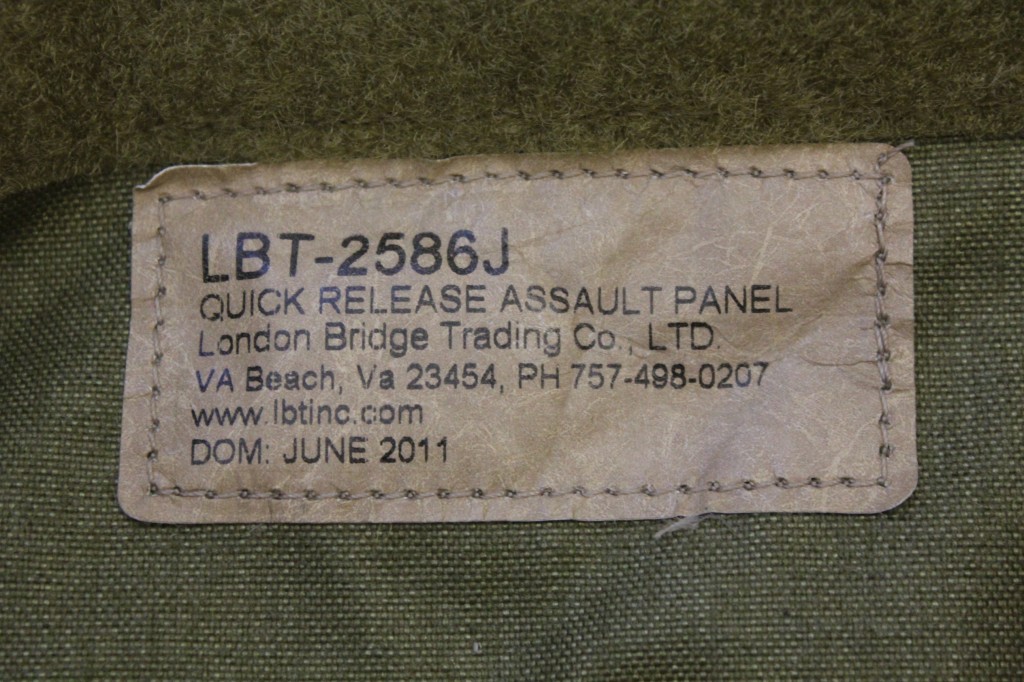 LBT-2586J
QUICK RELEASE ASSAULT PANEL
London Bridge Trading Co., LTD.
VA Beach, Va 23454, PH 757-498-0207
www.lbtinc.com
DOM: JUNE 2011